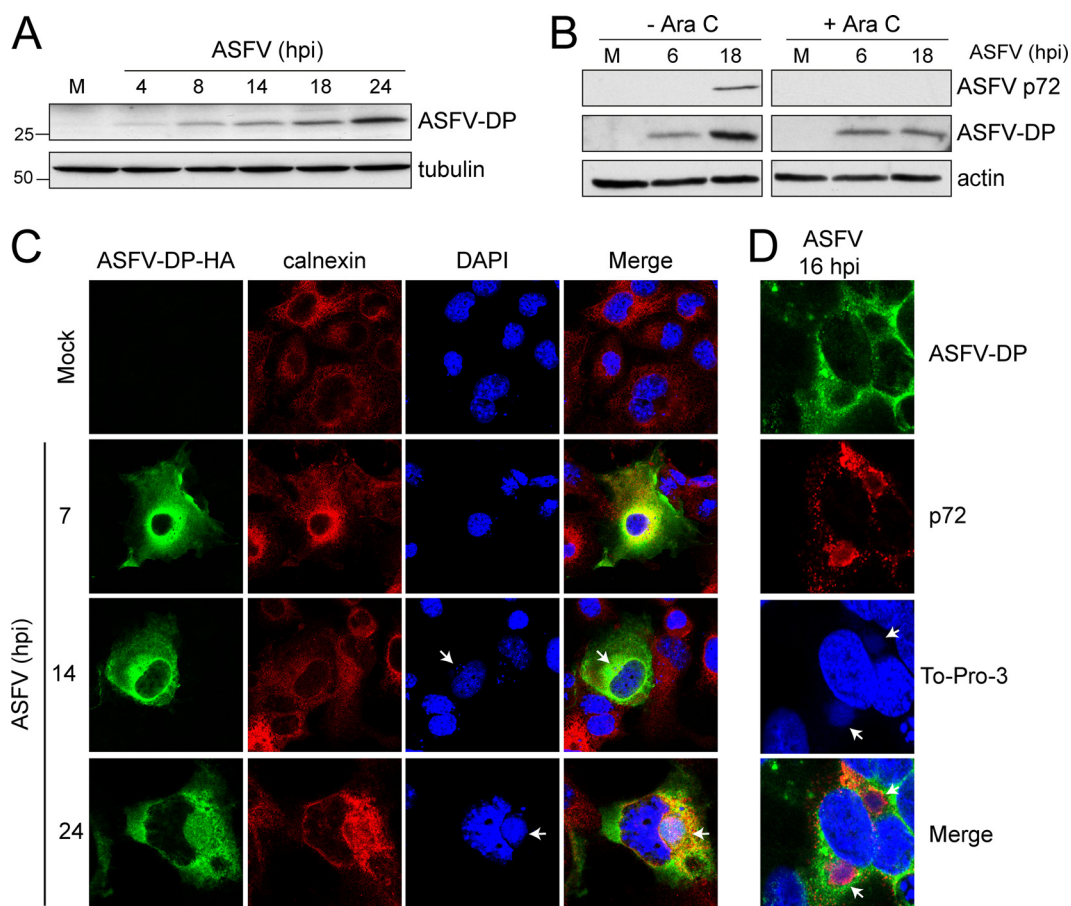 A
ASFV (hpi)
M 4 8 14 18 24
25
ASFV-DP
50
tubulin
B
- Ara C + Ara C
M 6 18 M 6 18 ASFV (hpi)
ASFV p72
ASFV-DP
actin
C
ASFV-DP-HA calnexin DAPI Merge
Mock
ASFV (hpi)
7
14
24
D
ASFV
16 hpi
ASFV-DP
p72
To-Pro-3
Merge